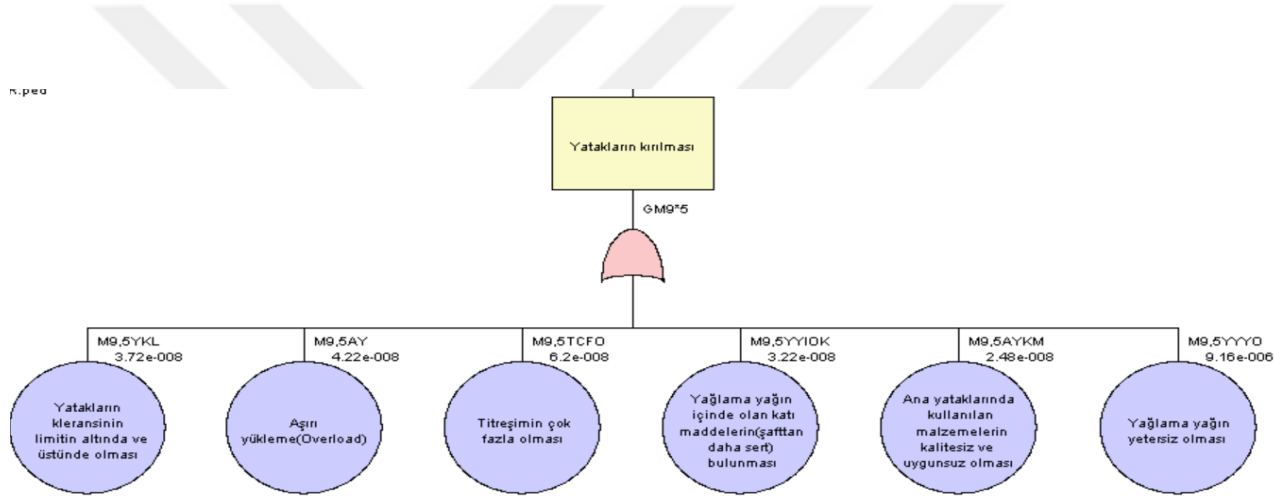 R.ped
Yatakların kırılması
GM9*5
M9,5YKL
3.72e-008
M9,5AY
4.22e-008
M9,5TCFO
6.2e-008
M9,5YYIOK
3.22e-008
M9,5AYKM
2.48e-008
M9,5YYYO
9.16e-006
Yatakların
kleransinin
limitin altında ve
üstünde olması
Aşırı
yükleme(Overload)
Titreşimin çok
fazla olması
Yağlama yağın
içinde olan katı
maddelerin(şafttan
daha sert)
bulunması
Ana yataklarında
kullanılan
malzemelerin
kalitesiz ve
uygunsuz olması
Yağlama yağın
yetersiz olması